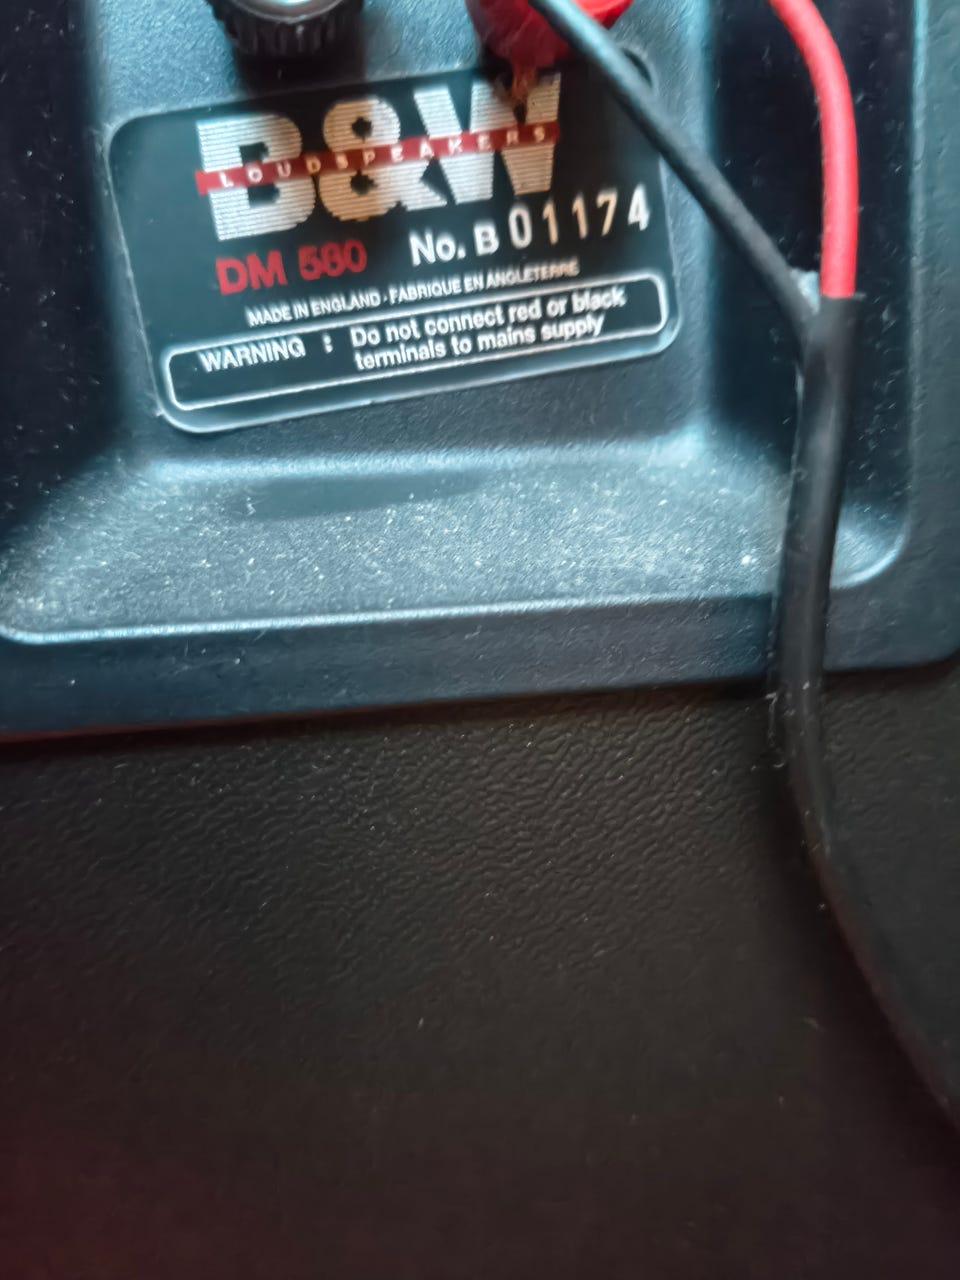 B&W
LOUDSPEAKERS
DM 580 No. B 01174
MADE IN ENGLAND · FABRIQUE EN ANGLETERRE
WARNING : Do not connect red or black
terminals to mains supply